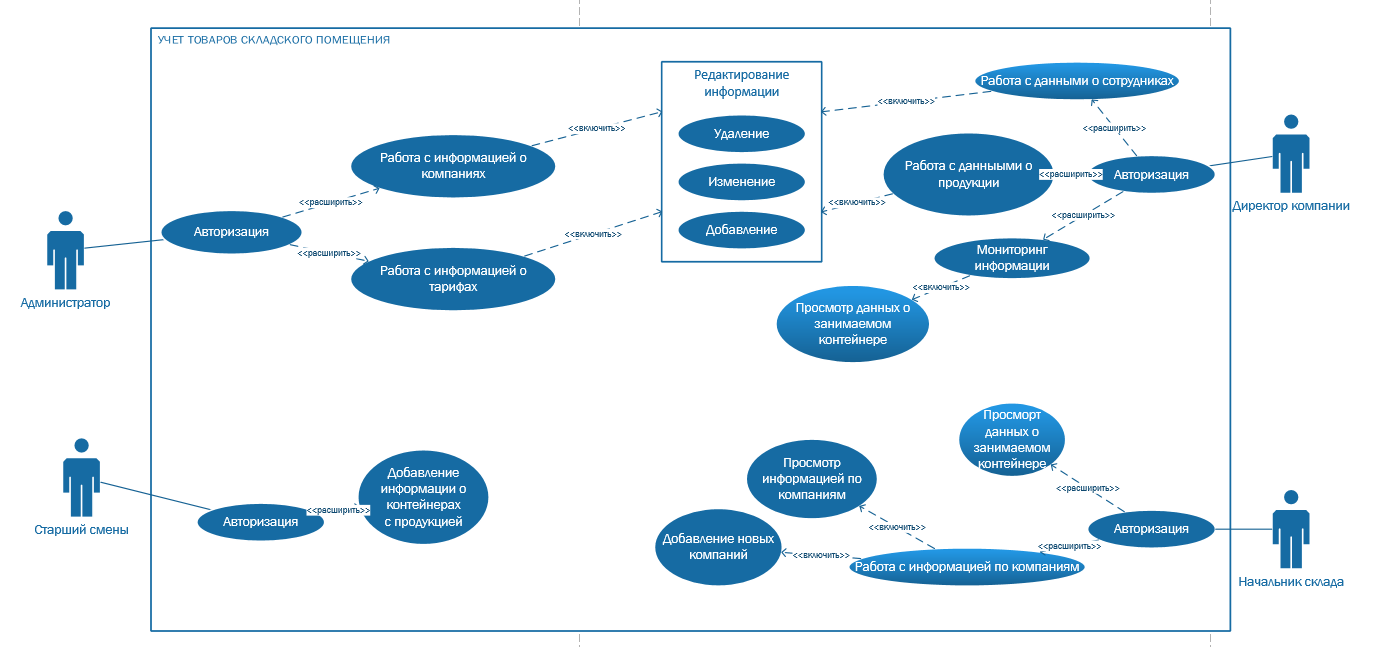 УЧЕТ ТОВАРОВ СКЛАДСКОГО ПОМЕЩЕНИЯ
Администратор
Авторизация
<<расширить>>
<<расширить>>
Работа с информацией о
компаниях
Работа с информацией о
тарифах
<<включить>>
<<включить>>
Редактирование
информации
Удаление
Изменение
Добавление
<<включить>>
<<включить>>
Работа с данными о сотрудниках
Работа с данныыми о
продукции
<<расширить>>
<<расширить>>
<<расширить>>
Авторизация
Директор компании
Мониторинг
информации
<<включить>>
Просмотр данных о
занимаемом
контейнере
Старший смены
Авторизация
<<расширить>>
Добавление
информации о
контейнерах
с продукцией
Просмотр
информацией по
компаниям
Добавление новых
компаний
<<включить>>
<<включить>>
Работа с информацией по компаниям
Просморт
данных о
занимаемом
контейнере
<<расширить>>
<<расширить>>
Авторизация
Начальник склада